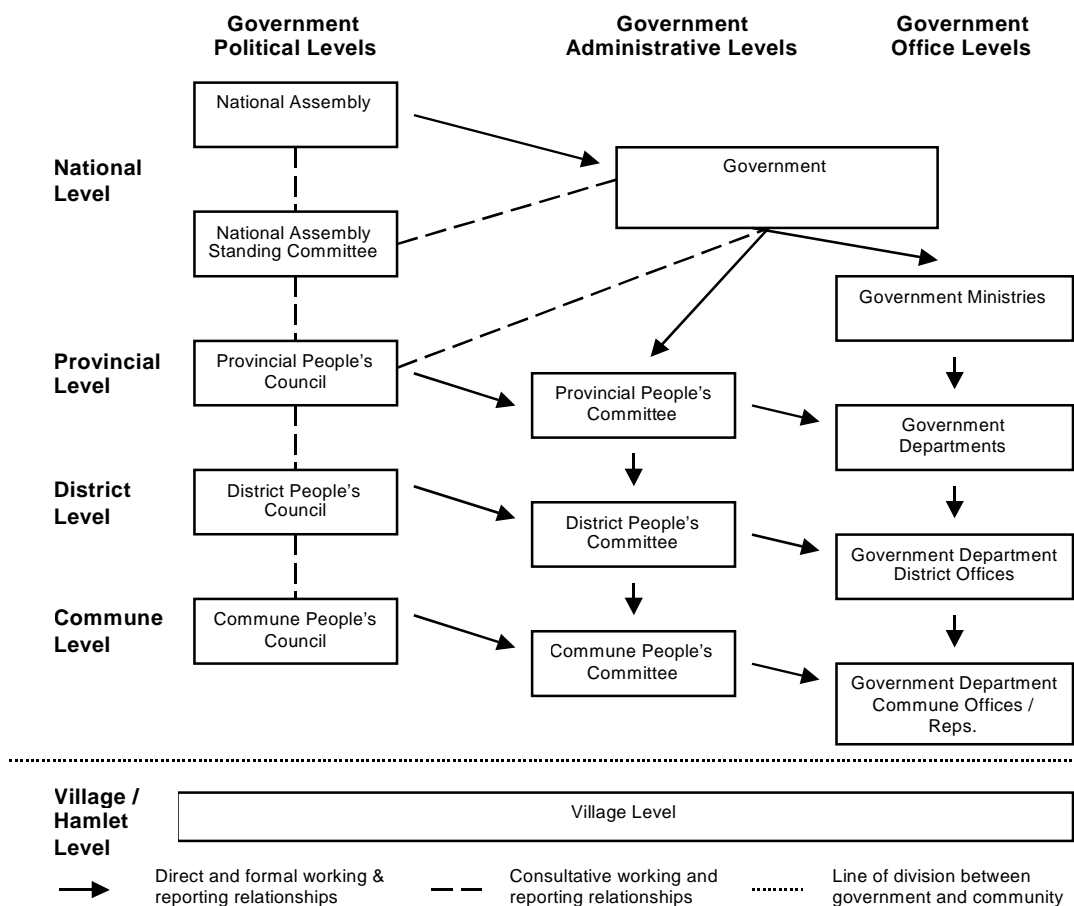 Government
Political Levels
Government
Administrative Levels
Government
Office Levels
National Assembly
National
Level
Government
National Assembly
Standing Committee
Government Ministries
Provincial
Level
Provincial People's
Council
Provincial People's
Committee
Government
Departments
District
Level
District People's
Council
District People's
Committee
Government Department
District Offices
Commune
Level
Commune People's
Council
Commune People's
Committee
Government Department
Commune Offices /
Reps.
Village /
Hamlet
Level
Village Level
Direct and formal working &
reporting relationships
Consultative working and
reporting relationships
Line of division between
government and community